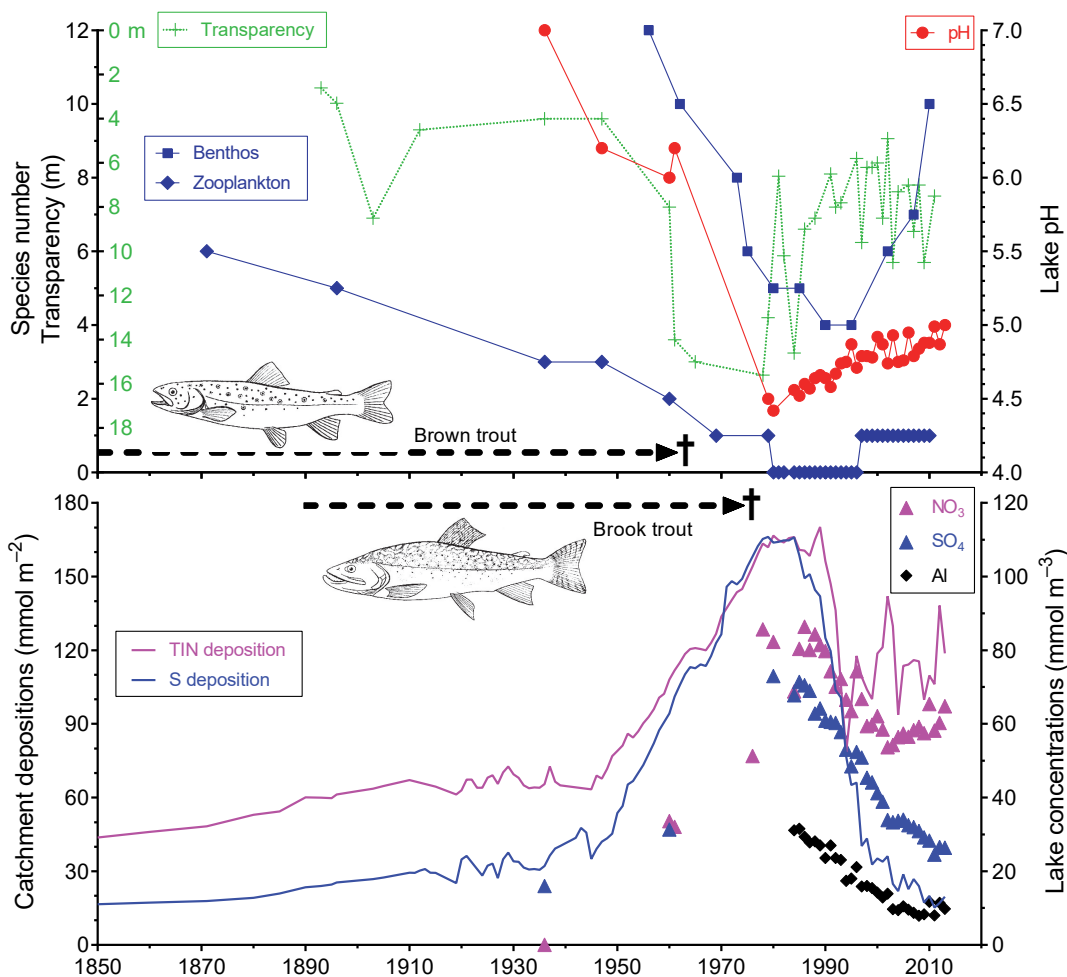 12
0 m
Transparency
pH
7.0
2
10
4
6.5
Benthos
Zooplankton
6
8
6.0
8
Species number
Transparency (m)
6
10
5.5
Lake pH
12
4
5.0
14
16
2
4.5
18
Brown trout
0
4.0
180
120
Brook trout
NO3
SO4
Al
150
100
TIN deposition
S deposition
120
80
Catchment depositions (mmol m−2)
90
60
Lake concentrations (mmol m−3)
60
40
30
20
0
0
1850
1870
1890
1910
1930
1950
1970
1990
2010